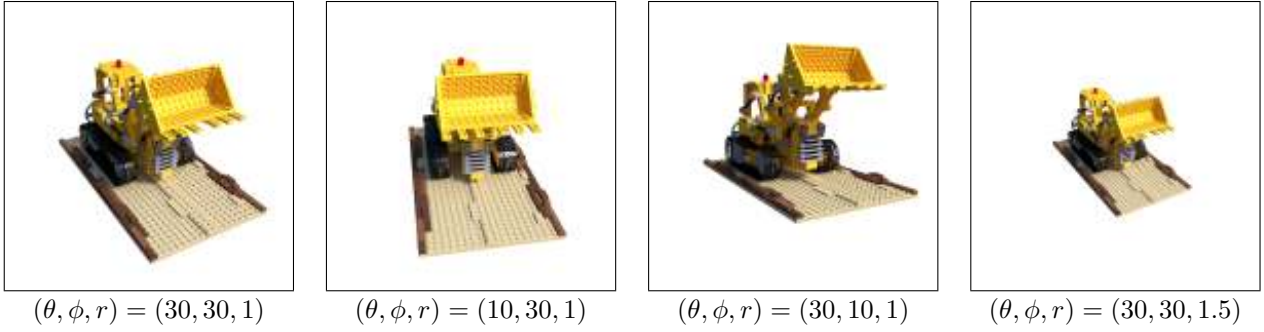 (θ, ϕ, r) = (30, 30, 1)
(θ, ϕ, r) = (10, 30, 1)
(θ, ϕ, r) = (30, 10, 1)
(θ, ϕ, r) = (30, 30, 1.5)